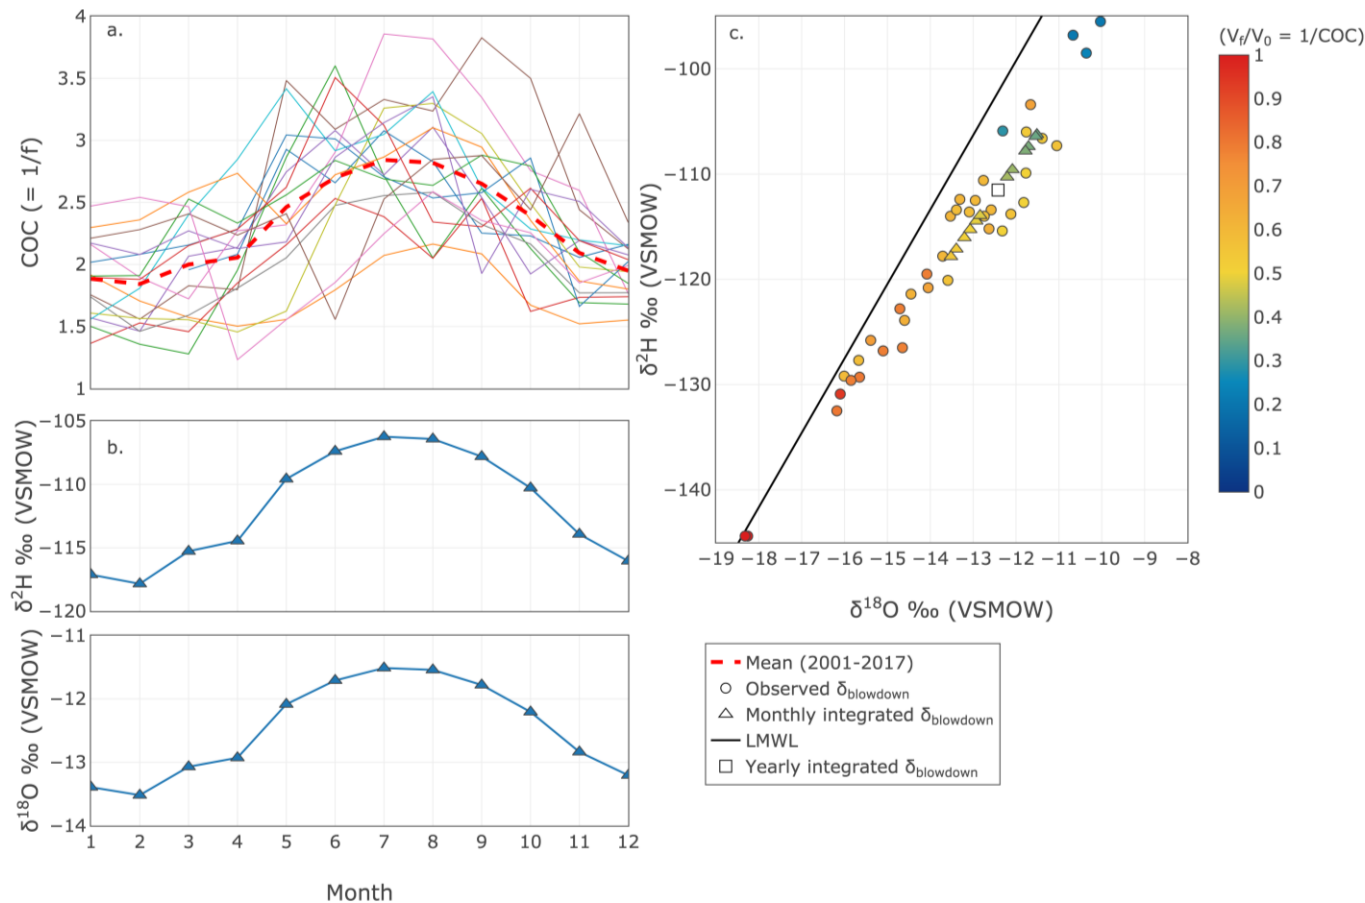 a.
4
3.5
3
2.5
2
1.5
1
COC (= 1/f)
b.
−105
−110
−115
−120
δ²H ‰ (VSMOW)
−11
−12
−13
−14
δ¹⁸O ‰ (VSMOW)
1 2 3 4 5 6 7 8 9 10 11 12
Month
c.
−100
−110
−120
−130
−140
δ²H ‰ (VSMOW)
−19 −18 −17 −16 −15 −14 −13 −12 −11 −10 −9 −8
δ¹⁸O ‰ (VSMOW)
(V_f/V_0 = 1/COC)
1
0.9
0.8
0.7
0.6
0.5
0.4
0.3
0.2
0.1
0
Mean (2001-2017)
Observed δ_blowdown
Monthly integrated δ_blowdown
LMWL
Yearly integrated δ_blowdown